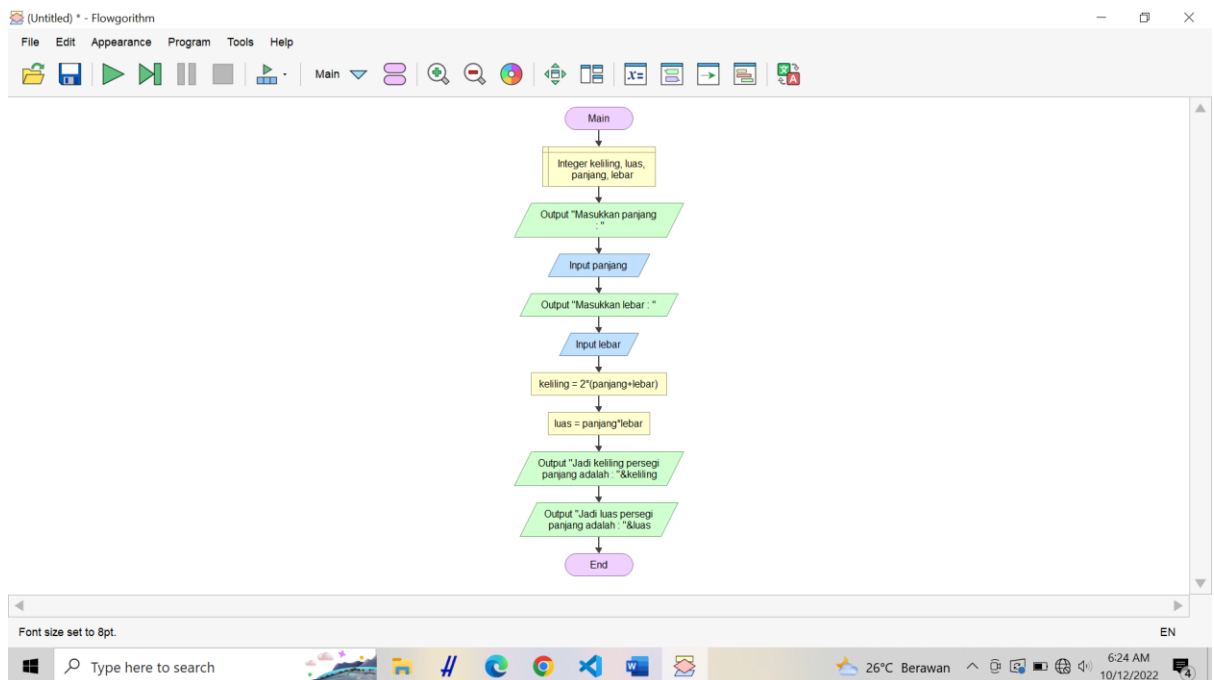 (Untitled) * - Flowgorithm
File Edit Appearance Program Tools Help
Main
x=
Main
Integer keliling, luas,
panjang, lebar
Output "Masukkan panjang
: "
Input panjang
Output "Masukkan lebar : "
Input lebar
keliling = 2*(panjang+lebar)
luas = panjang*lebar
Output "Jadi keliling persegi
panjang adalah : "&keliling
Output "Jadi luas persegi
panjang adalah : "&luas
End
Font size set to 8pt.
EN
Type here to search
26°C Berawan
6:24 AM
10/12/2022
4